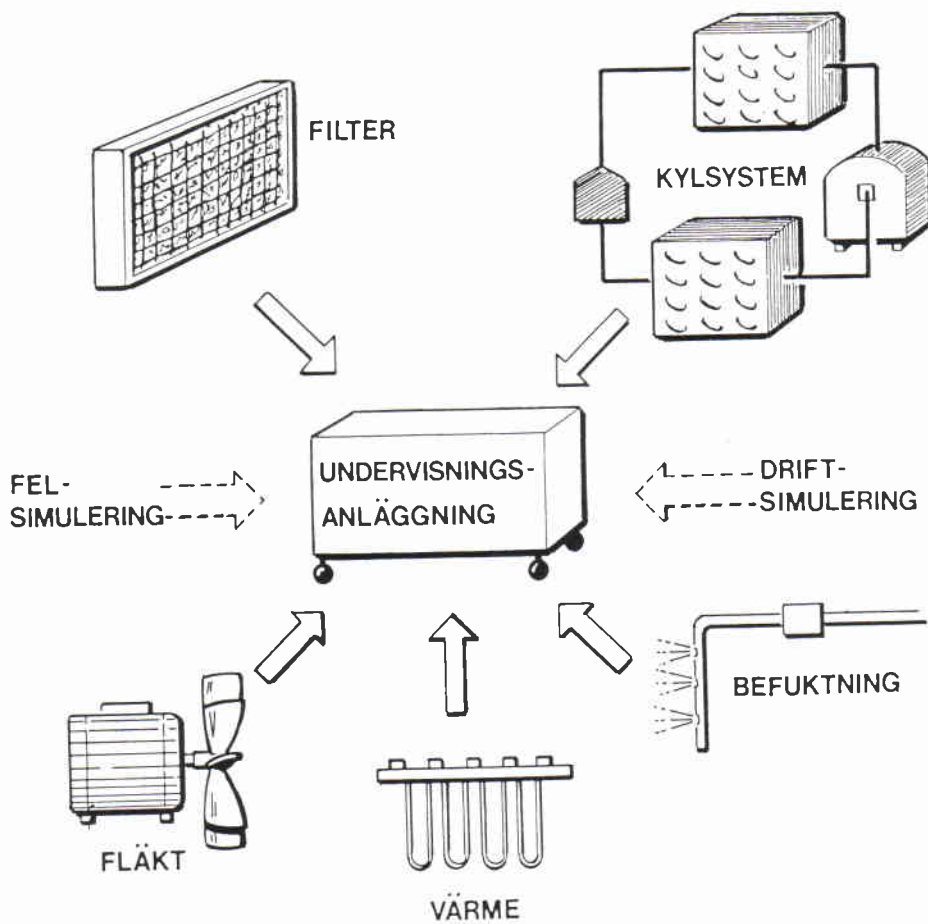 FILTER
KYLSYSTEM
UNDERVISNINGS-
ANLÄGGNING
FEL-
SIMULERING
DRIFT-
SIMULERING
BEFUKTNING
FLÄKT
VÄRME